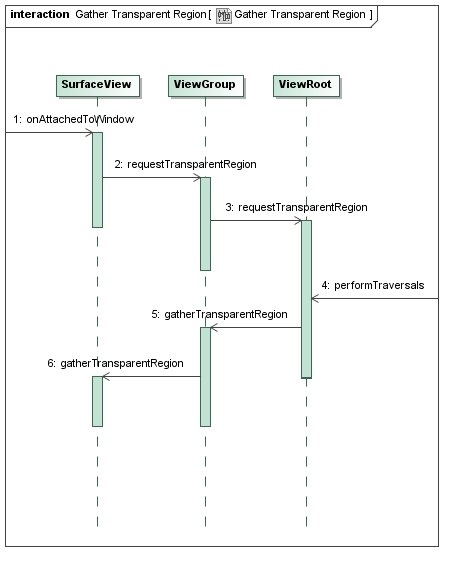 interaction Gather Transparent Region [ Gather Transparent Region ]
SurfaceView ViewGroup ViewRoot
1: onAttachedToWindow
2: requestTransparentRegion
3: requestTransparentRegion
4: performTraversals
5: gatherTransparentRegion
6: gatherTransparentRegion